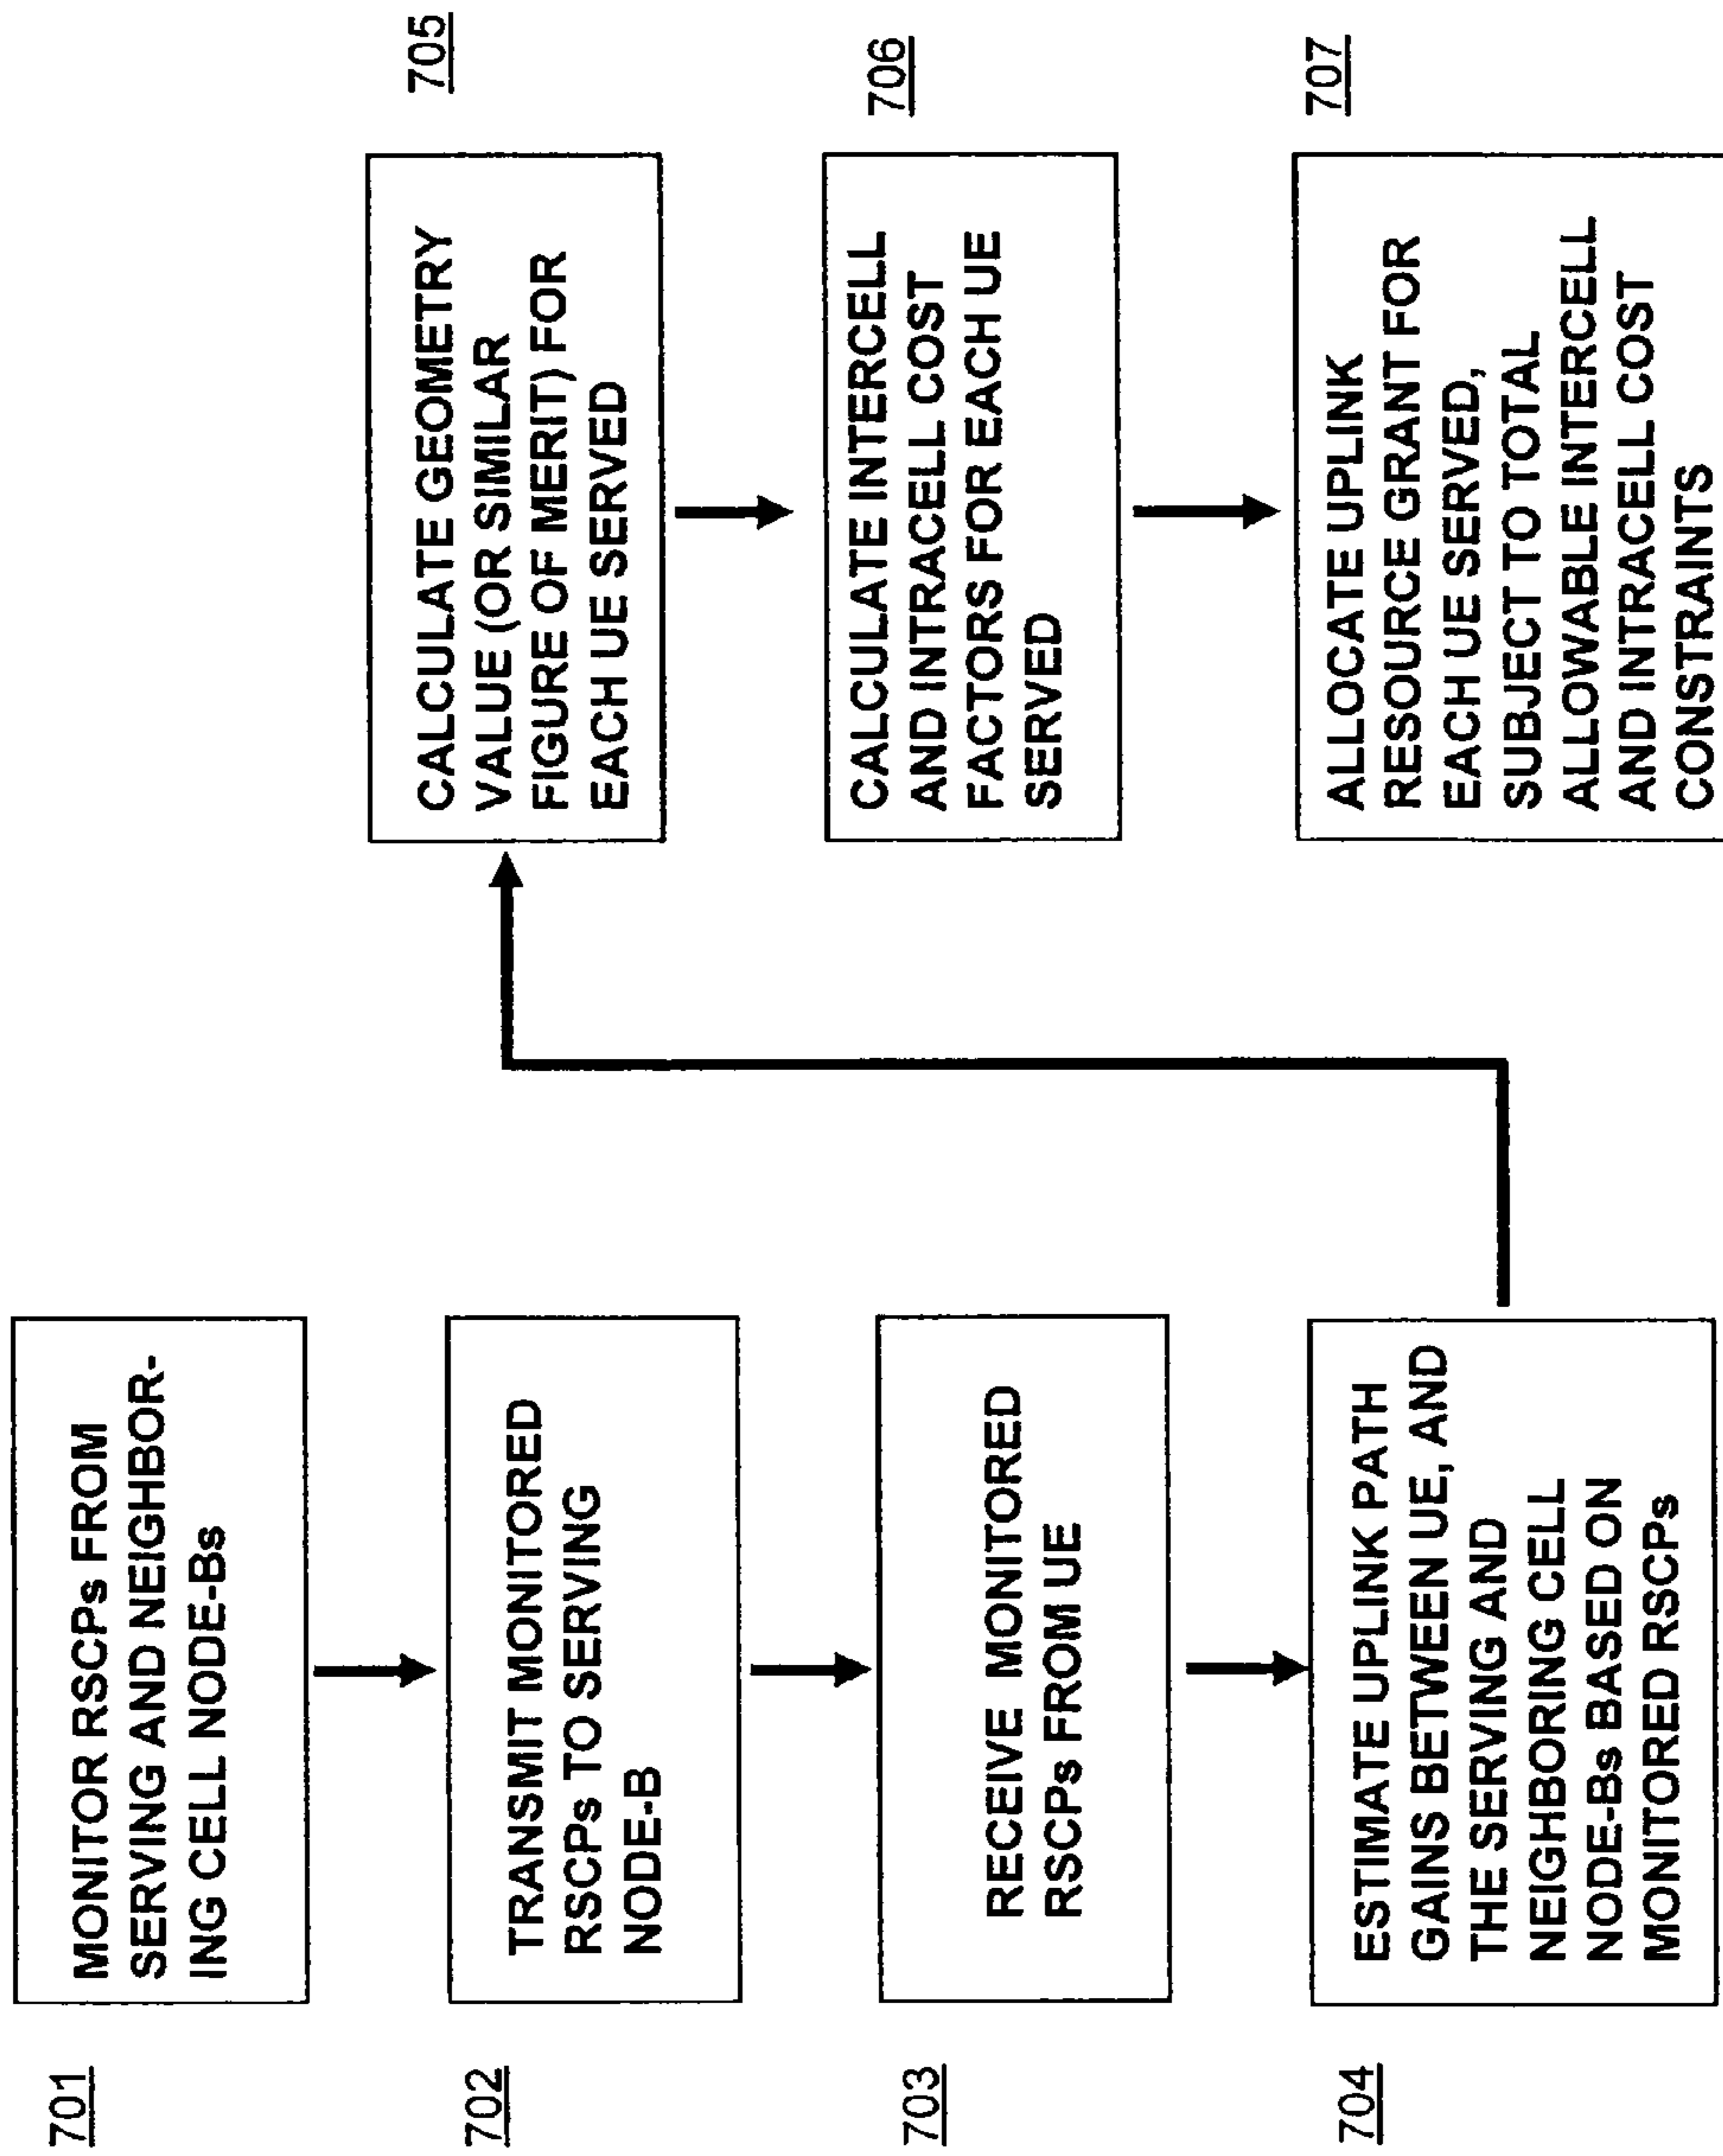 701
MONITOR RSCPs FROM
SERVING AND NEIGHBOR-
ING CELL NODE-Bs
702
TRANSMIT MONITORED
RSCPs TO SERVING
NODE-B
703
RECEIVE MONITORED
RSCPs FROM UE
704
ESTIMATE UPLINK PATH
GAINS BETWEEN UE, AND
THE SERVING AND
NEIGHBORING CELL
NODE-Bs BASED ON
MONITORED RSCPs
705
CALCULATE GEOMETRY
VALUE (OR SIMILAR
FIGURE OF MERIT) FOR
EACH UE SERVED
706
CALCULATE INTERCELL
AND INTRACELL COST
FACTORS FOR EACH UE
SERVED
707
ALLOCATE UPLINK
RESOURCE GRANT FOR
EACH UE SERVED,
SUBJECT TO TOTAL
ALLOWABLE INTERCELL
AND INTRACELL COST
CONSTRAINTS